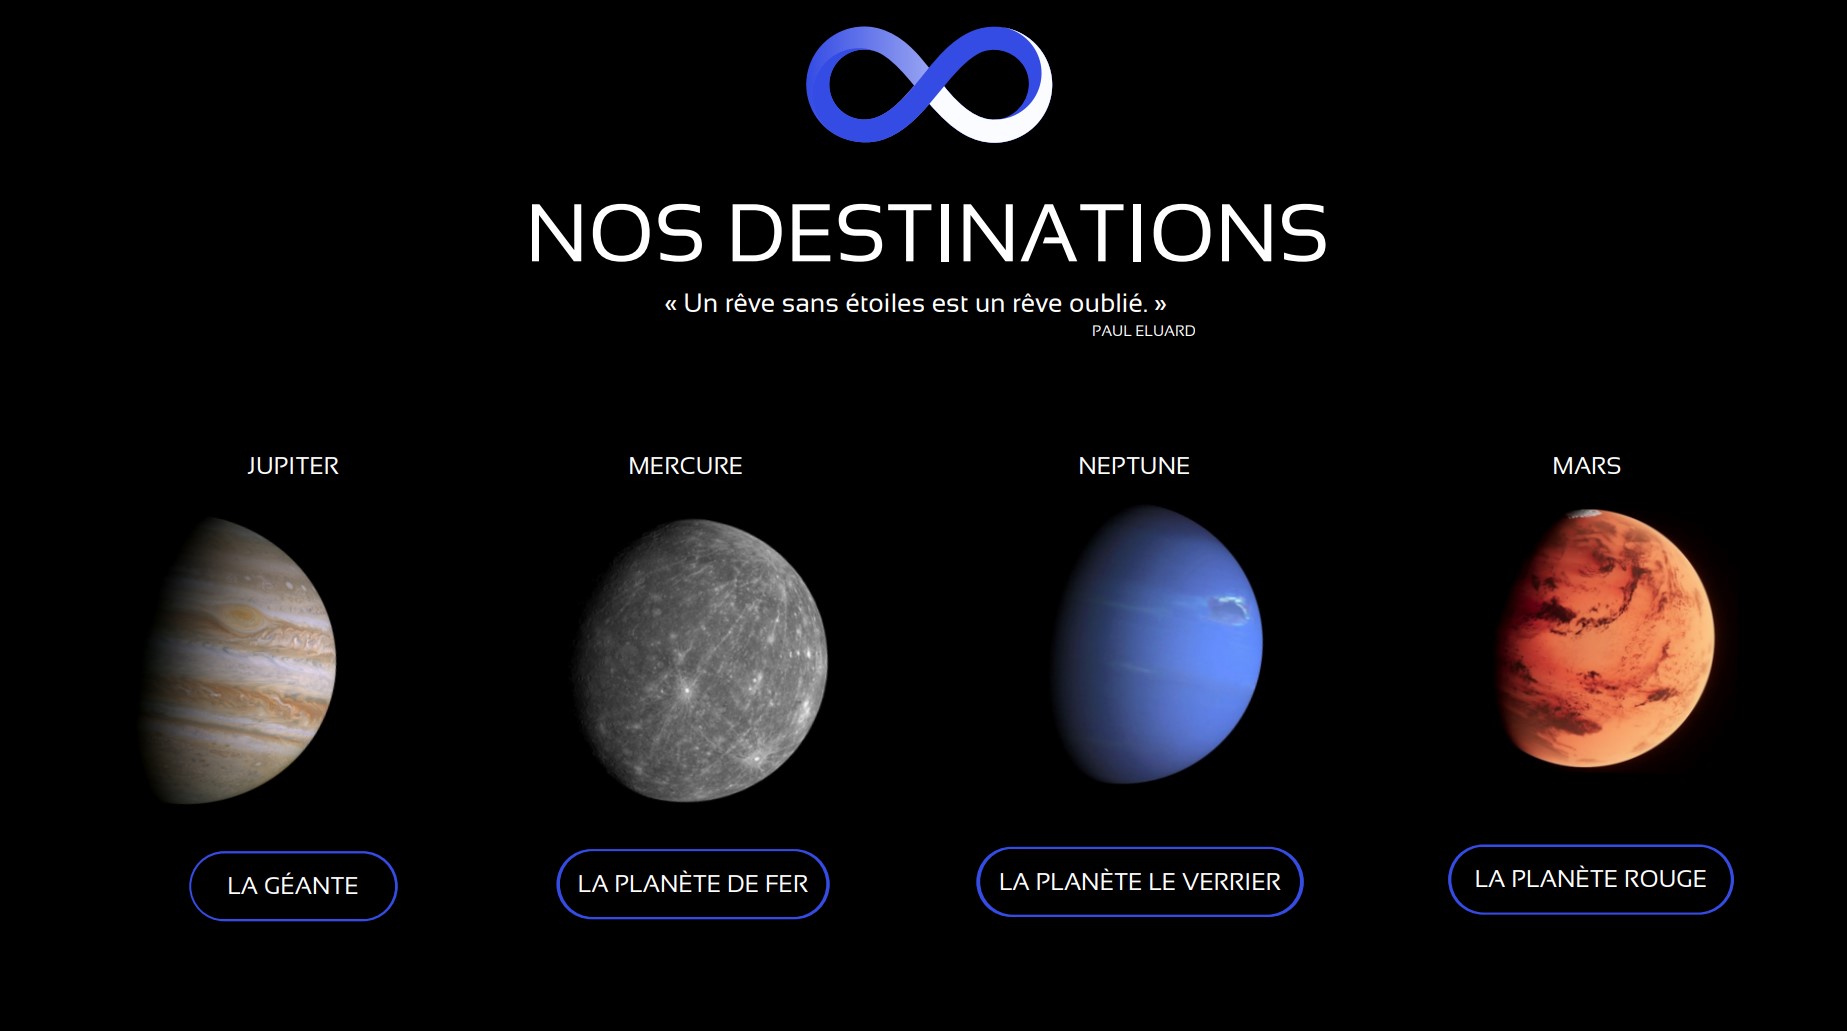 NOS DESTINATIONS
« Un rêve sans étoiles est un rêve oublié. »
PAUL ELUARD
JUPITER
MERCURE
NEPTUNE
MARS
LA GÉANTE
LA PLANÈTE DE FER
LA PLANÈTE LE VERRIER
LA PLANÈTE ROUGE